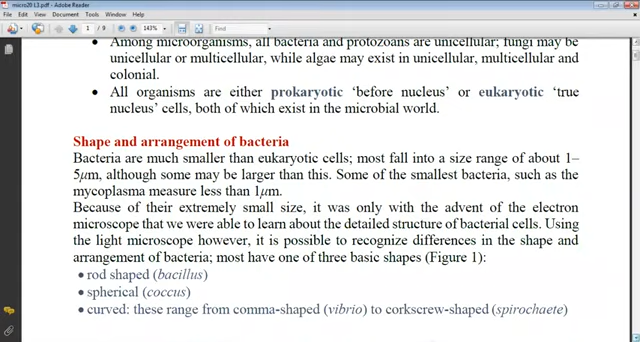 micro20 L3.pdf - Adobe Reader
File Edit View Document Tools Window Help
1 / 9 143% Find
• Among microorganisms, all bacteria and protozoans are unicellular; fungi may be
unicellular or multicellular, while algae may exist in unicellular, multicellular and
colonial.
• All organisms are either prokaryotic ‘before nucleus’ or eukaryotic ‘true
nucleus’ cells, both of which exist in the microbial world.
Shape and arrangement of bacteria
Bacteria are much smaller than eukaryotic cells; most fall into a size range of about 1–
5μm, although some may be larger than this. Some of the smallest bacteria, such as the
mycoplasma measure less than 1μm.
Because of their extremely small size, it was only with the advent of the electron
microscope that we were able to learn about the detailed structure of bacterial cells. Using
the light microscope however, it is possible to recognize differences in the shape and
arrangement of bacteria; most have one of three basic shapes (Figure 1):
• rod shaped (bacillus)
• spherical (coccus)
• curved: these range from comma-shaped (vibrio) to corkscrew-shaped (spirochaete)